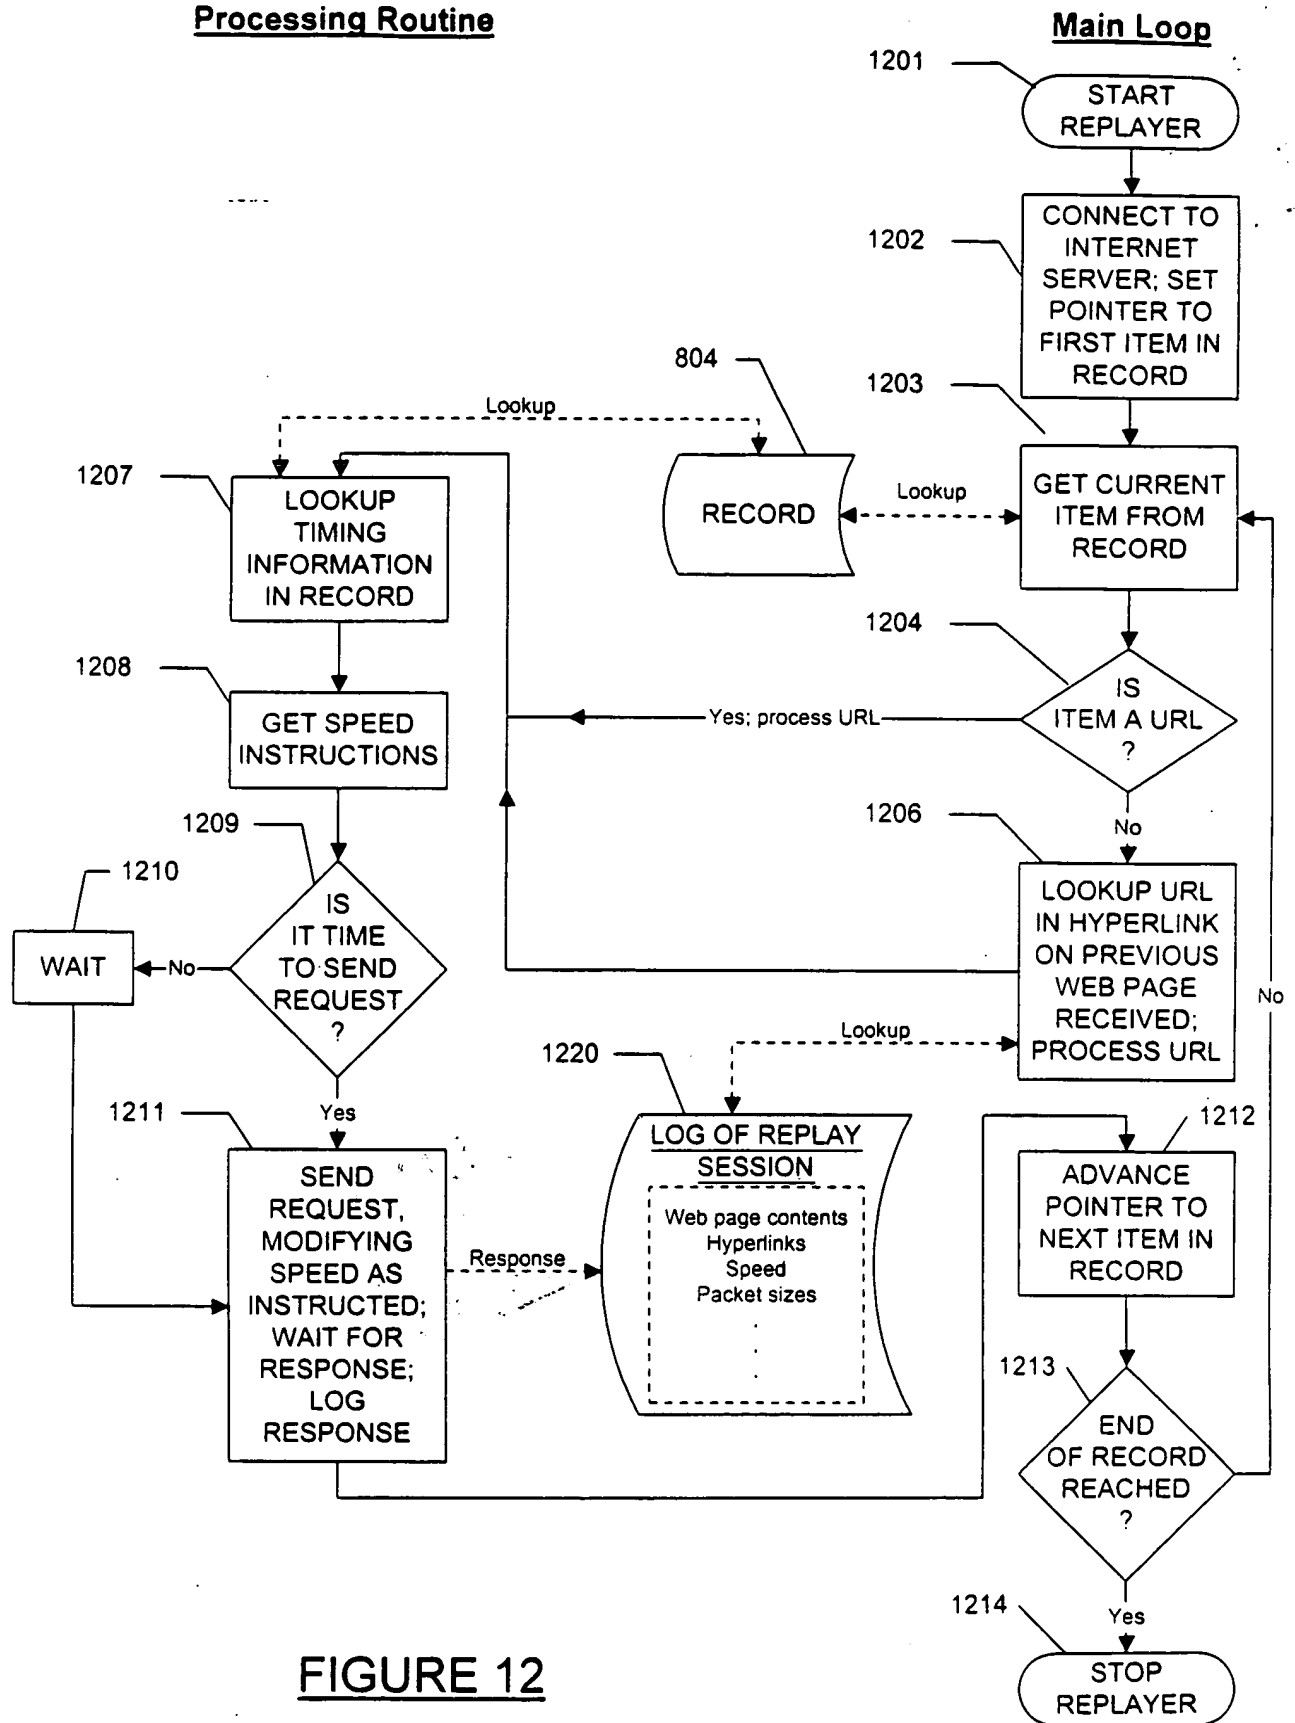 Processing Routine
Main Loop
1201
START
REPLAYER
1202
CONNECT TO
INTERNET
SERVER; SET
POINTER TO
FIRST ITEM IN
RECORD
804
1203
Lookup
1207
LOOKUP
TIMING
INFORMATION
IN RECORD
RECORD
Lookup
GET CURRENT
ITEM FROM
RECORD
1204
1208
GET SPEED
INSTRUCTIONS
Yes; process URL
IS
ITEM A URL
?
No
1206
1209
1210
IS
IT TIME
TO SEND
REQUEST
?
WAIT
No
LOOKUP URL
IN HYPERLINK
ON PREVIOUS
WEB PAGE
RECEIVED;
PROCESS URL
No
Lookup
1220
Yes
1211
SEND
REQUEST,
MODIFYING
SPEED AS
INSTRUCTED;
WAIT FOR
RESPONSE;
LOG
RESPONSE
Response
LOG OF REPLAY
SESSION
Web page contents
Hyperlinks
Speed
Packet sizes
.
.
.
1212
ADVANCE
POINTER TO
NEXT ITEM IN
RECORD
1213
END
OF RECORD
REACHED
?
Yes
1214
STOP
REPLAYER
FIGURE 12